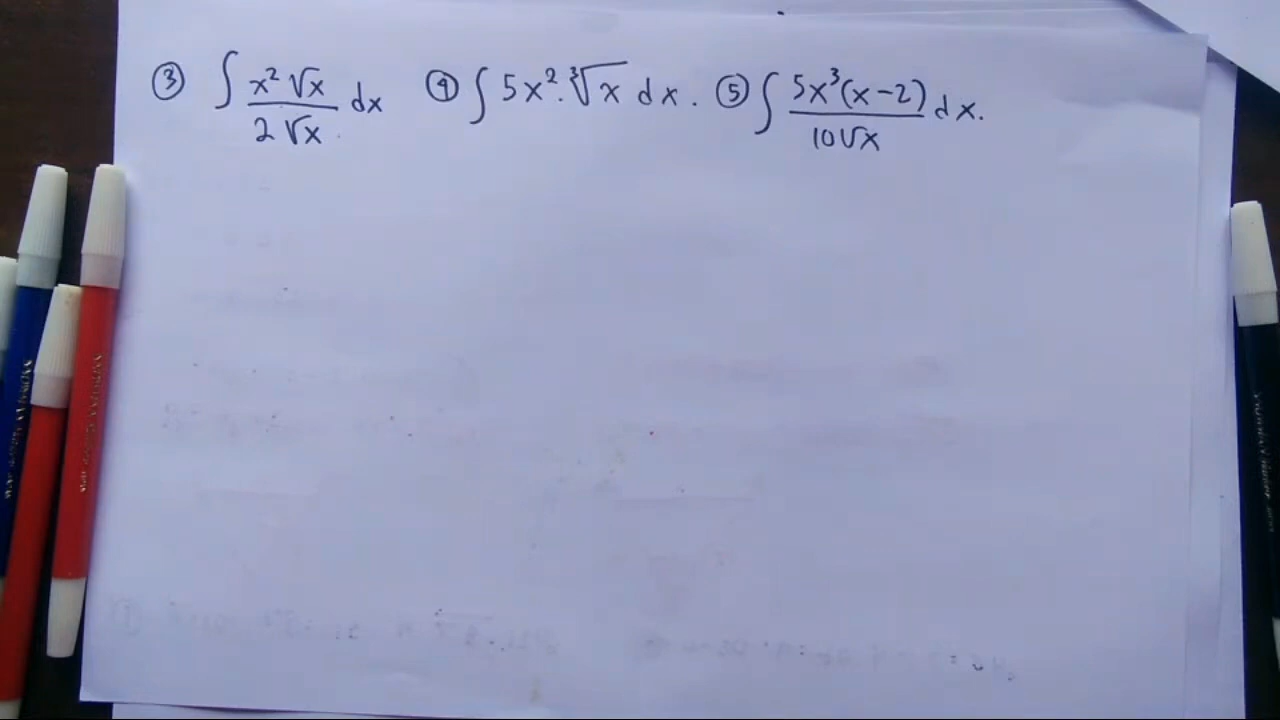 ③ ∫ x² √x / 2 √x dx ④ ∫ 5x² . ∛x dx . ⑤ ∫ 5x³(x-2) / 10√x dx.